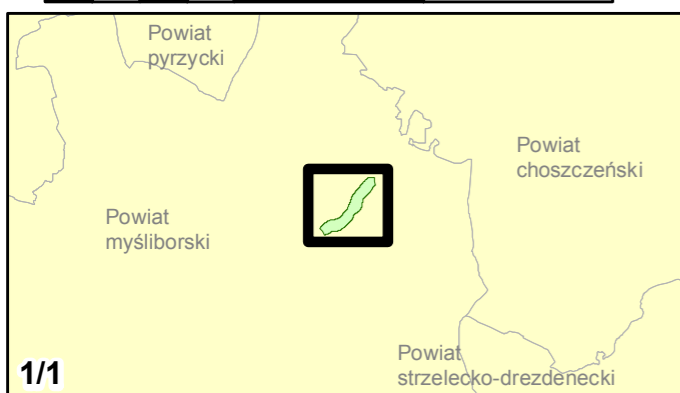 Powiat
pyrzycki
Powiat
choszczeński
Powiat
myśliborski
Powiat
strzelecko-drezdenecki
1/1